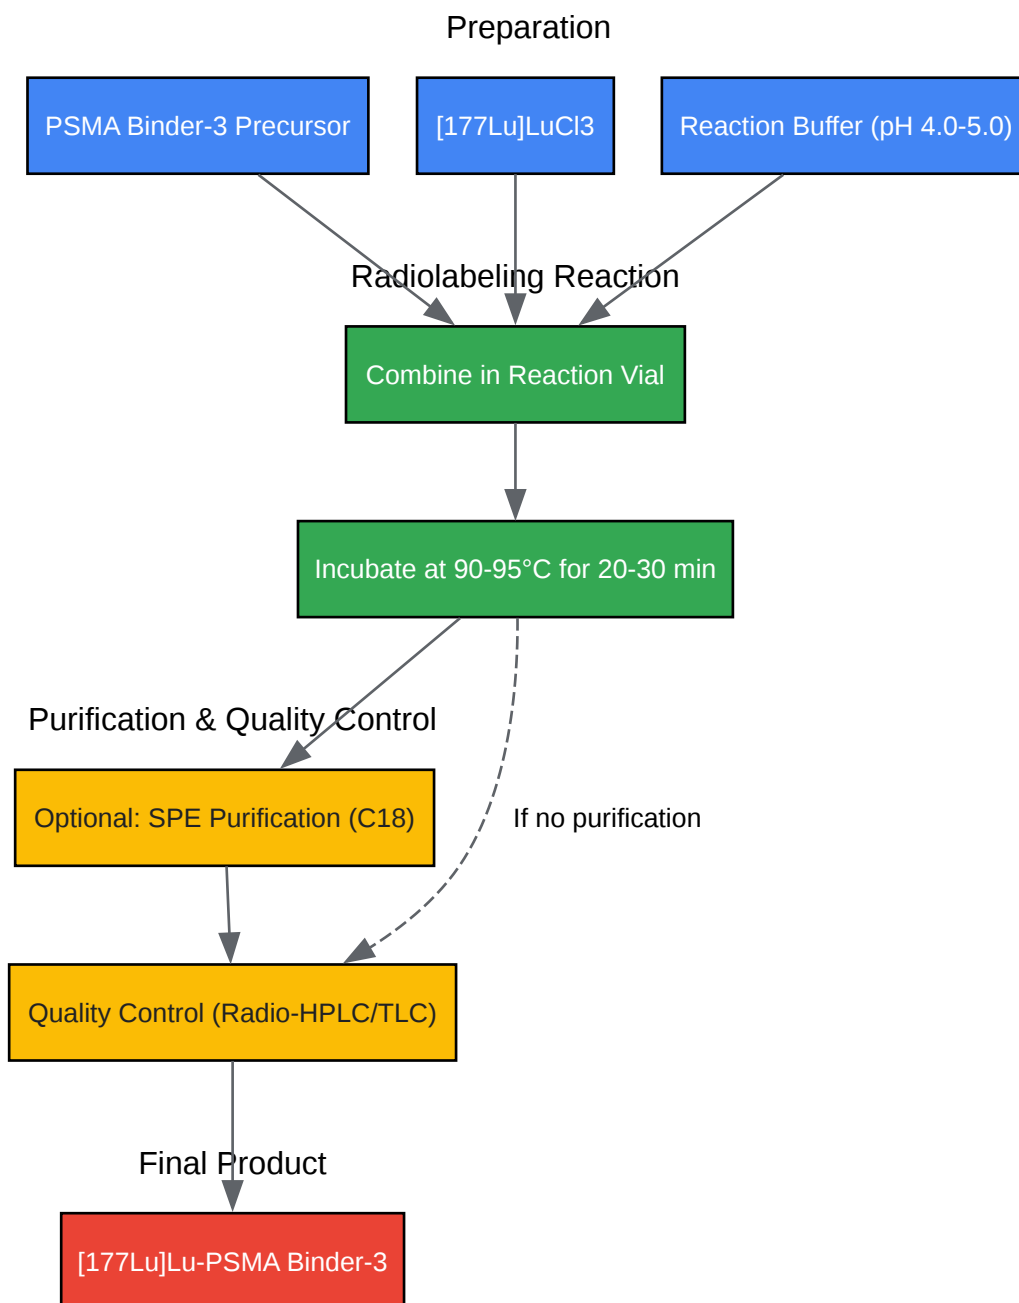 Preparation
PSMA Binder-3 Precursor
[177Lu]LuCl3
Reaction Buffer (pH 4.0-5.0)
Radiolabeling Reaction
Combine in Reaction Vial
Incubate at 90-95°C for 20-30 min
Purification & Quality Control
Optional: SPE Purification (C18)
If no purification
Quality Control (Radio-HPLC/TLC)
Final Product
[177Lu]Lu-PSMA Binder-3